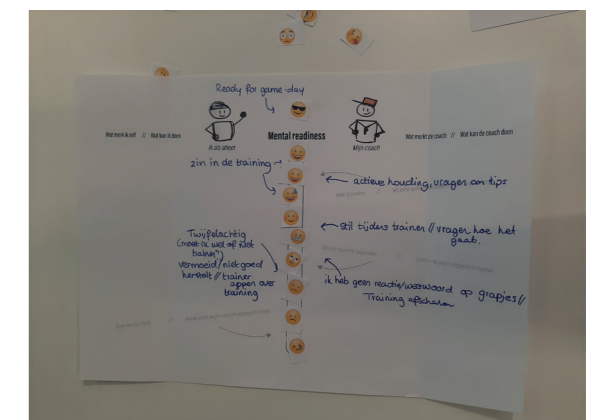 Ready for game-day
Wat merk ik zelf // Wat kan ik doen
Ik als atleet
Mental readiness
Mijn coach
Wat merkt de coach // Wat kan de coach doen
zin in de training
actieve houding, vragen om tips
stil tijdens trainen // vragen hoe het
gaat.
Twijfelachtig
(moet ik wel of niet
trainen")
vermoeid/niet goed
herstelt // trainer
appen over
training
ik heb geen reactie/weerwoord op grapjes //
Training afschalen